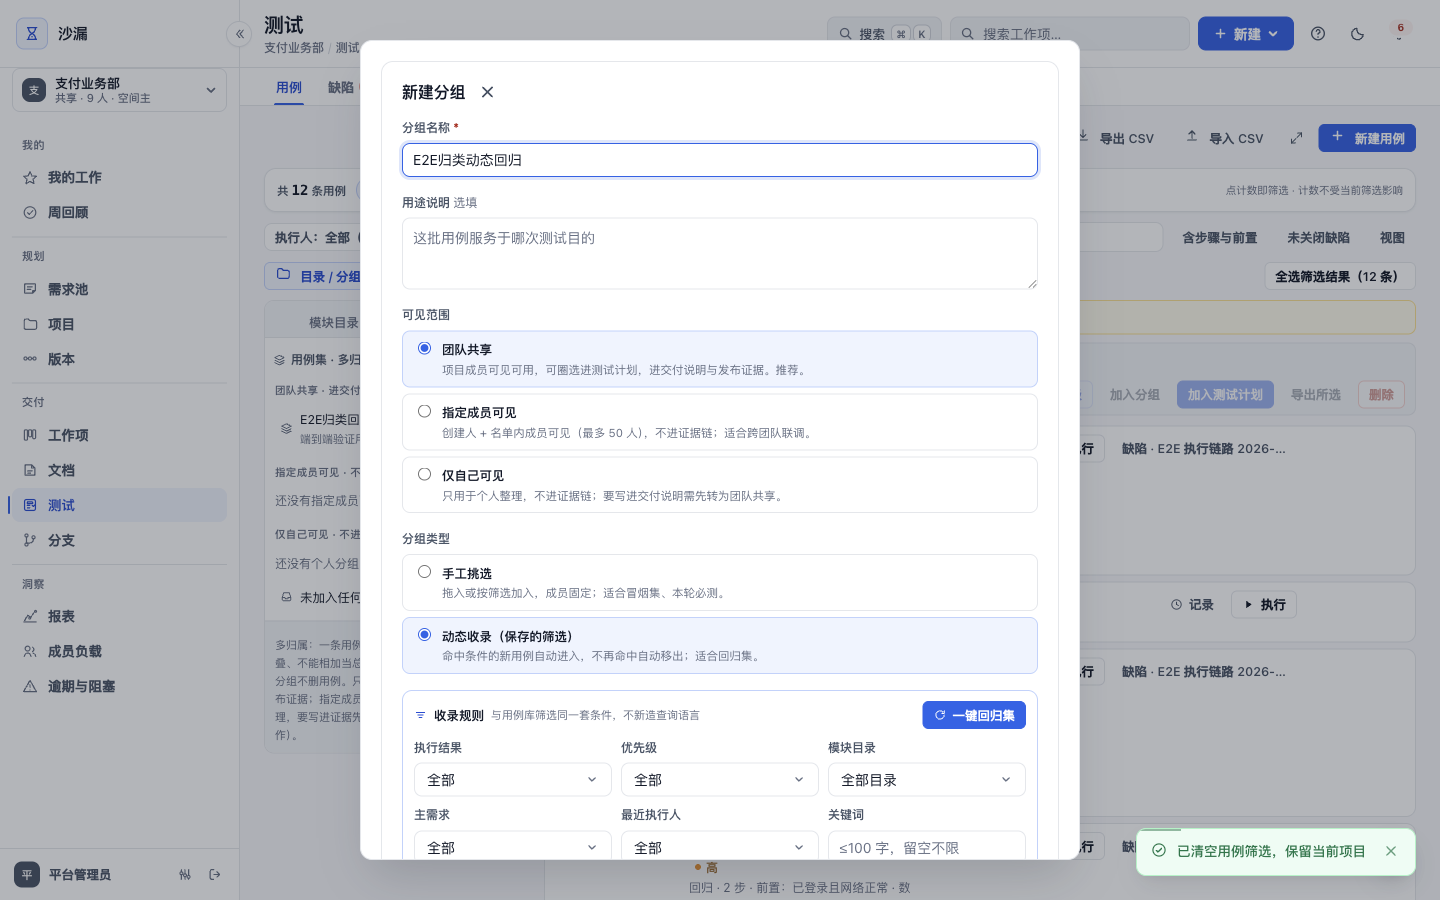 沙漏
测试
支付业务部 / 测试
搜索 ⌘ K
搜索工作项...
新建
6
支 支付业务部
共享 · 9 人 · 空间主
我的
我的工作
周回顾
规划
需求池
项目
版本
交付
工作项
文档
测试
分支
洞察
报表
成员负载
逾期与阻塞
平 平台管理员
用例 缺陷
导出 CSV 导入 CSV 新建用例
共 12 条用例
点计数即筛选 · 计数不受当前筛选影响
执行人：全部
含步骤与前置 未关闭缺陷 视图
目录 / 分组
全选筛选结果（12 条）
模块目录
用例集 · 多归
团队共享 · 进交付
E2E归类回
端到端验证用
指定成员可见 · 不
还没有指定成员
仅自己可见 · 不进
还没有个人分组
未加入任何
多归属：一条用例
叠、不能相加当总
分组不删用例。只
布证据；指定成员
理，要写进证据先
作）。
加入分组 加入测试计划 导出所选 删除
行 缺陷 · E2E 执行链路 2026-...
记录 执行
行 缺陷 · E2E 执行链路 2026-...
行 缺
高
回归 · 2 步 · 前置：已登录且网络正常 · 数
新建分组
分组名称 *
E2E归类动态回归
用途说明 选填
这批用例服务于哪次测试目的
可见范围
团队共享
项目成员可见可用，可圈选进测试计划，进交付说明与发布证据。推荐。
指定成员可见
创建人 + 名单内成员可见（最多 50 人），不进证据链；适合跨团队联调。
仅自己可见
只用于个人整理，不进证据链；要写进交付说明需先转为团队共享。
分组类型
手工挑选
拖入或按筛选加入，成员固定；适合冒烟集、本轮必测。
动态收录（保存的筛选）
命中条件的新用例自动进入，不再命中自动移出；适合回归集。
收录规则 与用例库筛选同一套条件，不新造查询语言 一键回归集
执行结果 优先级 模块目录
全部 全部 全部目录
主需求 最近执行人 关键词
全部 全部 ≤100 字，留空不限
已清空用例筛选，保留当前项目